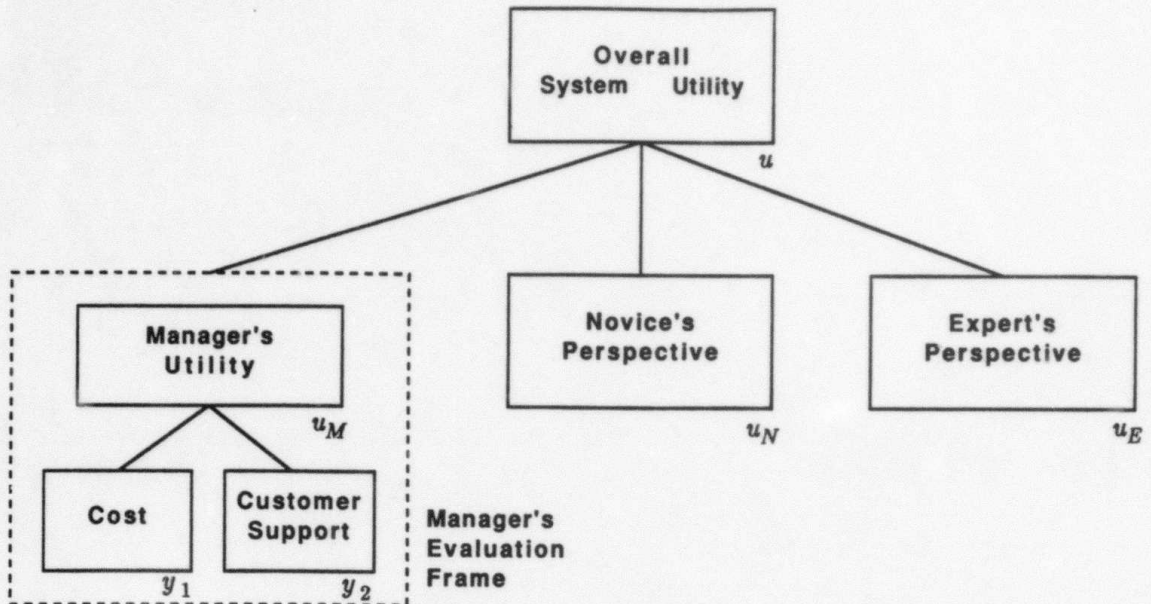 Overall
System Utility
u
Manager's
Utility
u_M
Novice's
Perspective
u_N
Expert's
Perspective
u_E
Cost
y_1
Customer
Support
y_2
Manager's
Evaluation
Frame